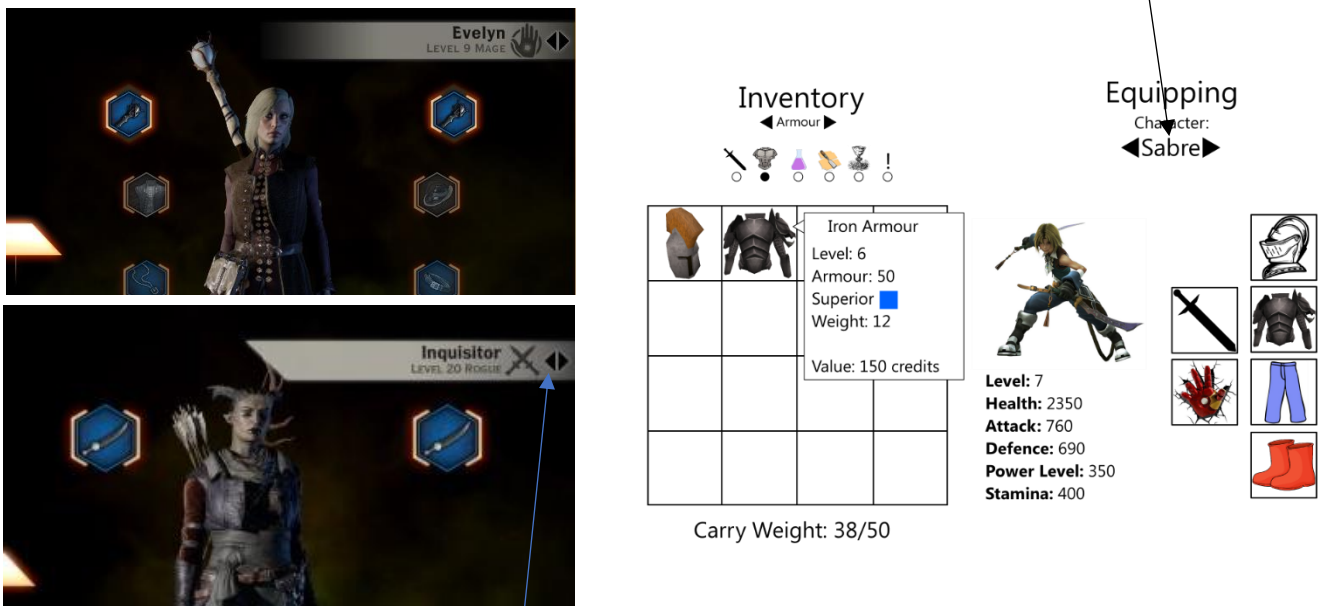 Evelyn
LEVEL 9 MAGE
Inquisitor
LEVEL 20 ROGUE
Inventory
Armour
!
Iron Armour
Level: 6
Armour: 50
Superior
Weight: 12
Value: 150 credits
Carry Weight: 38/50
Equipping
Character:
Sabre
Level: 7
Health: 2350
Attack: 760
Defence: 690
Power Level: 350
Stamina: 400